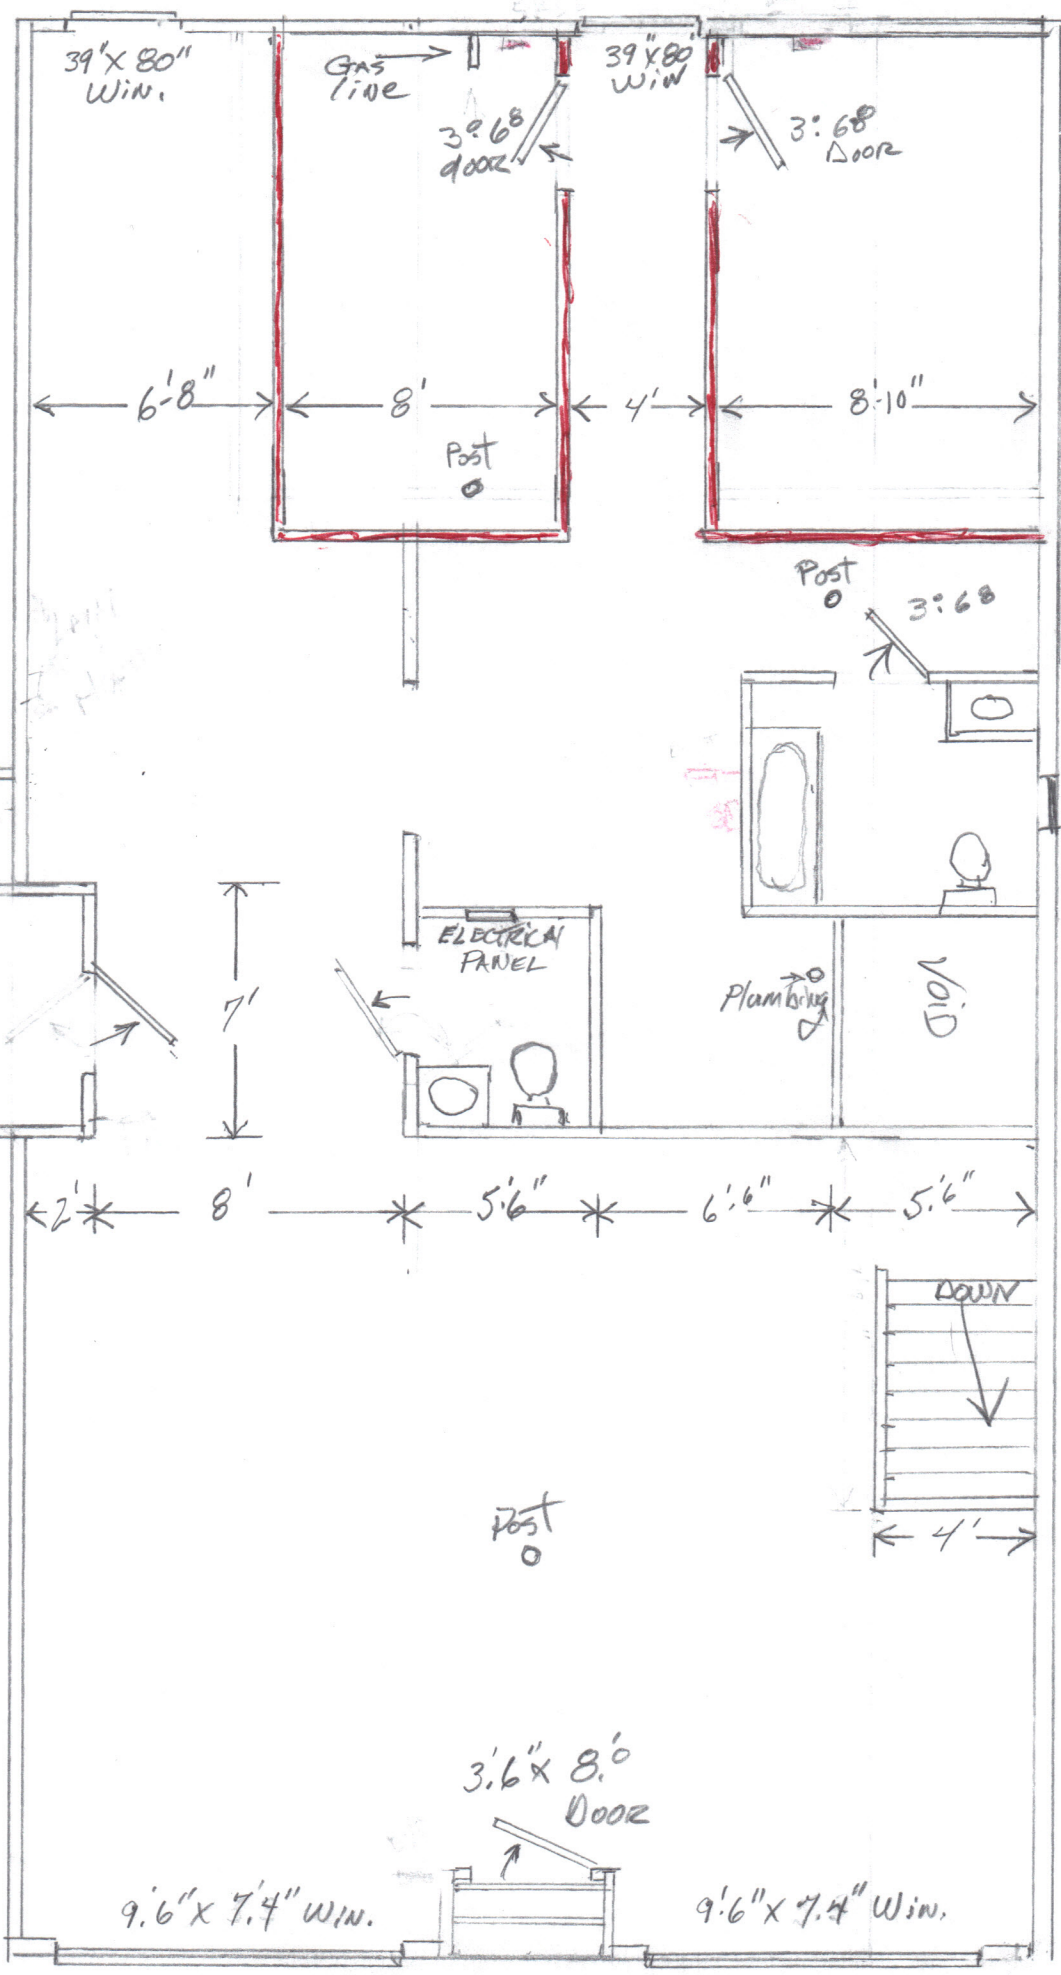 39"X 80"
WIN.
GAS
line
39"X80
WIN
3°68
door
3°68
DOOR
6'-8"
8'
4'
8'-10"
Post
Post
3°68
ELECTRICAl
PANEL
7'
Plumbing
VOiD
2'
8'
5'6"
6'.6"
5'.6"
DOWN
4'
Post
3'.6" X 8.'0
DOOR
9'.6" X 7'.4" WIN.
9'6" X 7.4" WiN.